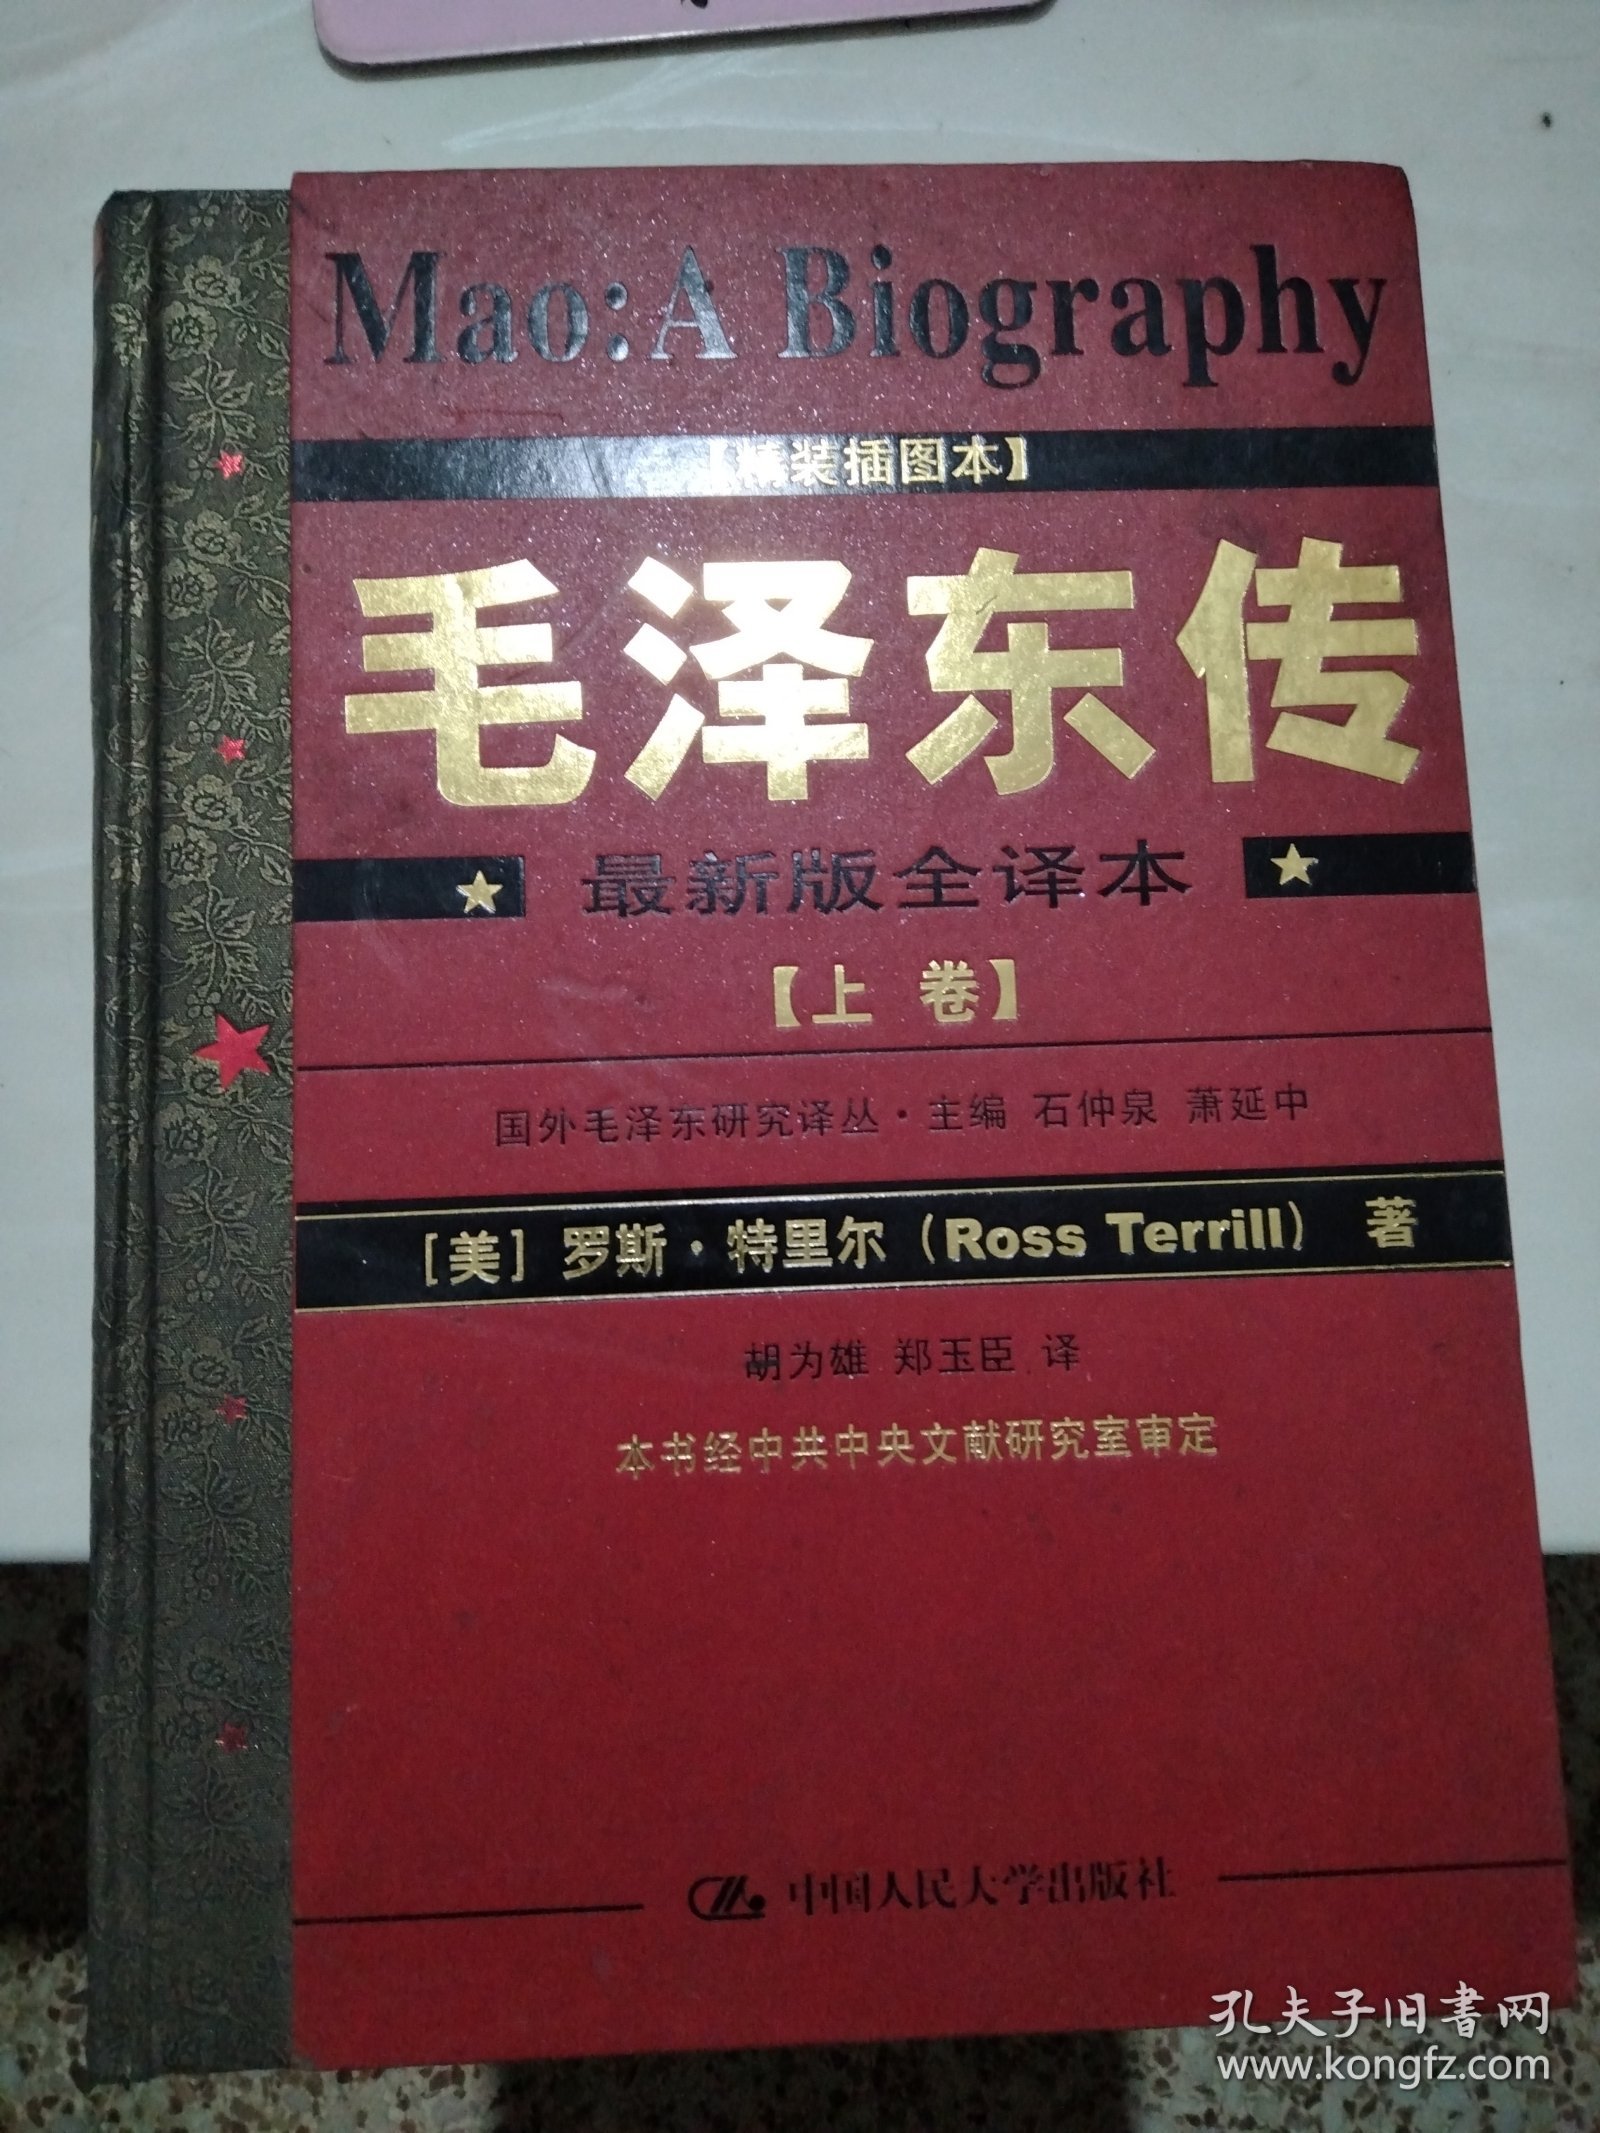 Mao:A Biography
【精装插图本】
毛泽东传
最新版全译本
【上 卷】
国外毛泽东研究译丛·主编 石仲泉 萧延中
[美] 罗斯·特里尔(Ross Terrill) 著
胡为雄 郑玉臣 译
本书经中共中央文献研究室审定
中国人民大学出版社
孔夫子旧书网
www.kongfz.com